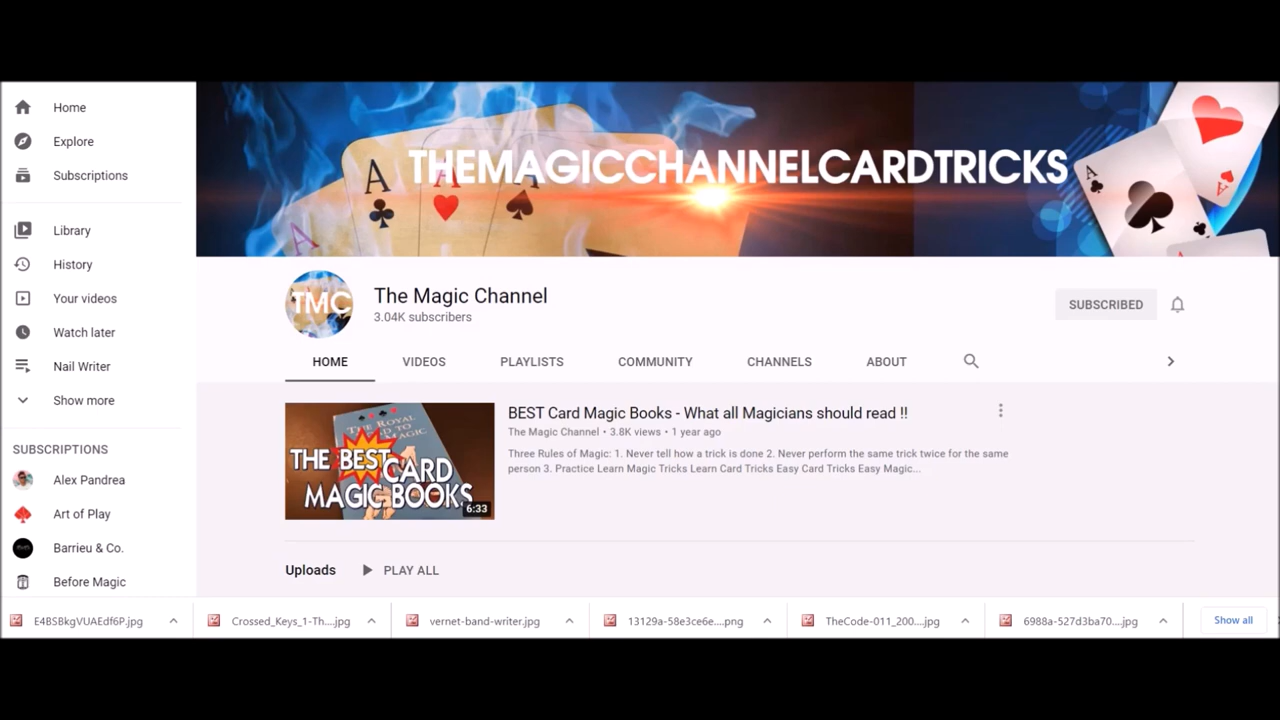 Home
Explore
Subscriptions
Library
History
Your videos
Watch later
Nail Writer
Show more
SUBSCRIPTIONS
Alex Pandrea
Art of Play
Barrieu & Co.
Before Magic
THEMAGICCHANNELCARDTRICKS
A
A
A
A
A
A
TMC
The Magic Channel
3.04K subscribers
SUBSCRIBED
HOME VIDEOS PLAYLISTS COMMUNITY CHANNELS ABOUT
THE ROYAL
THE BEST CARD
MAGIC BOOKS
6:33
BEST Card Magic Books - What all Magicians should read !!
The Magic Channel • 3.8K views • 1 year ago
Three Rules of Magic: 1. Never tell how a trick is done 2. Never perform the same trick twice for the same
person 3. Practice Learn Magic Tricks Learn Card Tricks Easy Card Tricks Easy Magic...
Uploads PLAY ALL
E4BSBkgVUAEdf6P.jpg Crossed_Keys_1-Th....jpg vernet-band-writer.jpg 13129a-58e3ce6e....png TheCode-011_200....jpg 6988a-527d3ba70....jpg Show all